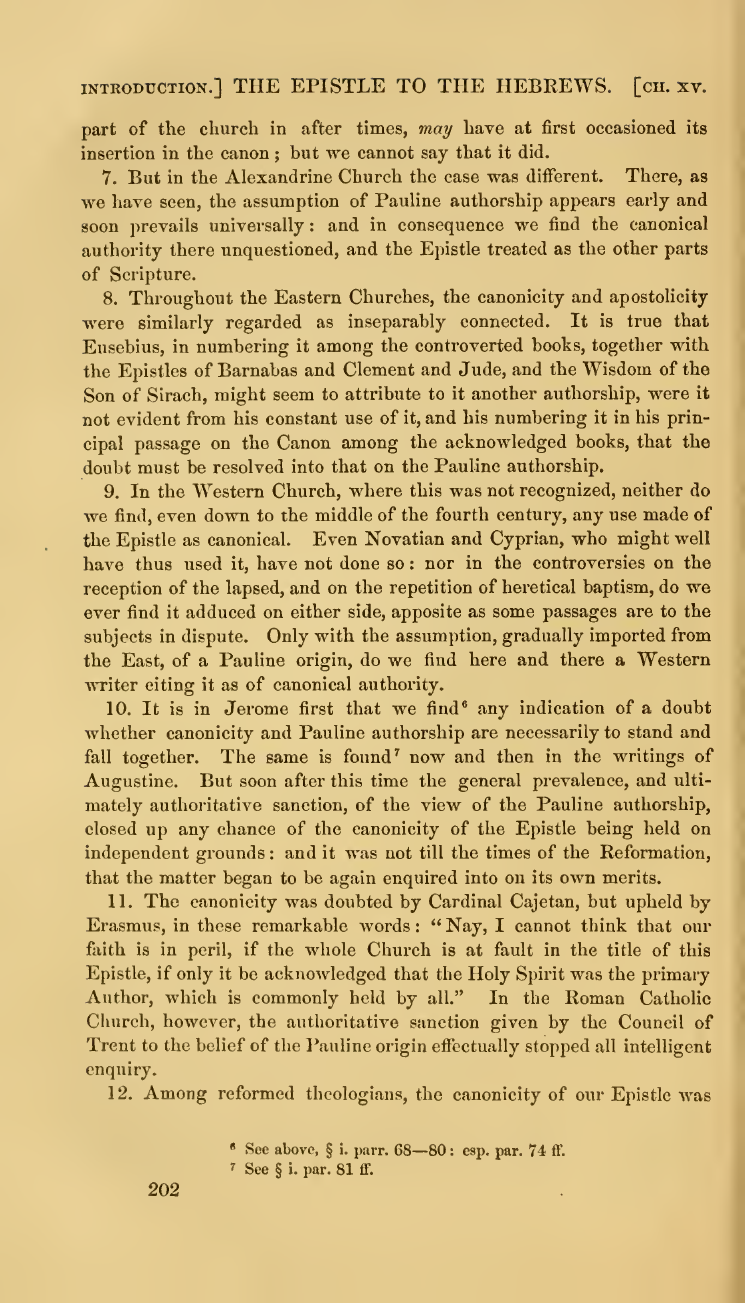 INTRODUCTION.] THE EPISTLE TO THE HEBREWS. [CH. XV.
part of the church in after times, may have at first occasioned its
insertion in the canon ; but we cannot say that it did.
7. But in the Alexandrine Church the case was different. There, as
we have seen, the assumption of Pauline authorship appears early and
soon prevails universally : and in consequence we find the canonical
authority there unquestioned, and the Epistle treated as the other parts
of Scripture.
8. Throughout the Eastern Churches, the canonicity and apostolicity
were similarly regarded as inseparably connected. It is true that
Eusebius, in numbering it among the controverted books, together with
the Epistles of Barnabas and Clement and Jude, and the Wisdom of the
Son of Sirach, might seem to attribute to it another authorship, were it
not evident from his constant use of it, and his numbering it in his prin-
cipal passage on the Canon among the acknowledged books, that the
doubt must be resolved into that on the Pauline authorship.
9. In the Western Church, where this was not recognized, neither do
we find, even down to the middle of the fourth century, any use made of
the Epistle as canonical. Even Novatian and Cyprian, who might well
have thus used it, have not done so : nor in the controversies on the
reception of the lapsed, and on the repetition of heretical baptism, do we
ever find it adduced on either side, apposite as some passages are to the
subjects in dispute. Only with the assumption, gradually imported from
the East, of a Pauline origin, do we find here and there a Western
writer citing it as of canonical authority.
10. It is in Jerome first that we find⁶ any indication of a doubt
whether canonicity and Pauline authorship are necessarily to stand and
fall together. The same is found⁷ now and then in the writings of
Augustine. But soon after this time the general prevalence, and ulti-
mately authoritative sanction, of the view of the Pauline authorship,
closed up any chance of the canonicity of the Epistle being held on
independent grounds : and it was not till the times of the Reformation,
that the matter began to be again enquired into on its own merits.
11. The canonicity was doubted by Cardinal Cajetan, but upheld by
Erasmus, in these remarkable words : “ Nay, I cannot think that our
faith is in peril, if the whole Church is at fault in the title of this
Epistle, if only it be acknowledged that the Holy Spirit was the primary
Author, which is commonly held by all.” In the Roman Catholic
Church, however, the authoritative sanction given by the Council of
Trent to the belief of the Pauline origin effectually stopped all intelligent
enquiry.
12. Among reformed theologians, the canonicity of our Epistle was
⁶ See above, § i. parr. 68—80 : esp. par. 74 ff.
⁷ See § i. par. 81 ff.
202